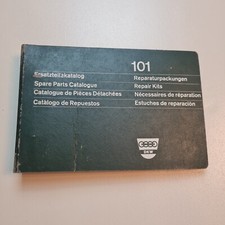 101
Ersatzteilkatalog
Spare Parts Catalogue
Catalogue de Pièces Détachées
Catálogo de Repuestos
Reparaturpackungen
Repair Kits
Nécessaires de réparation
Estuches de reparación